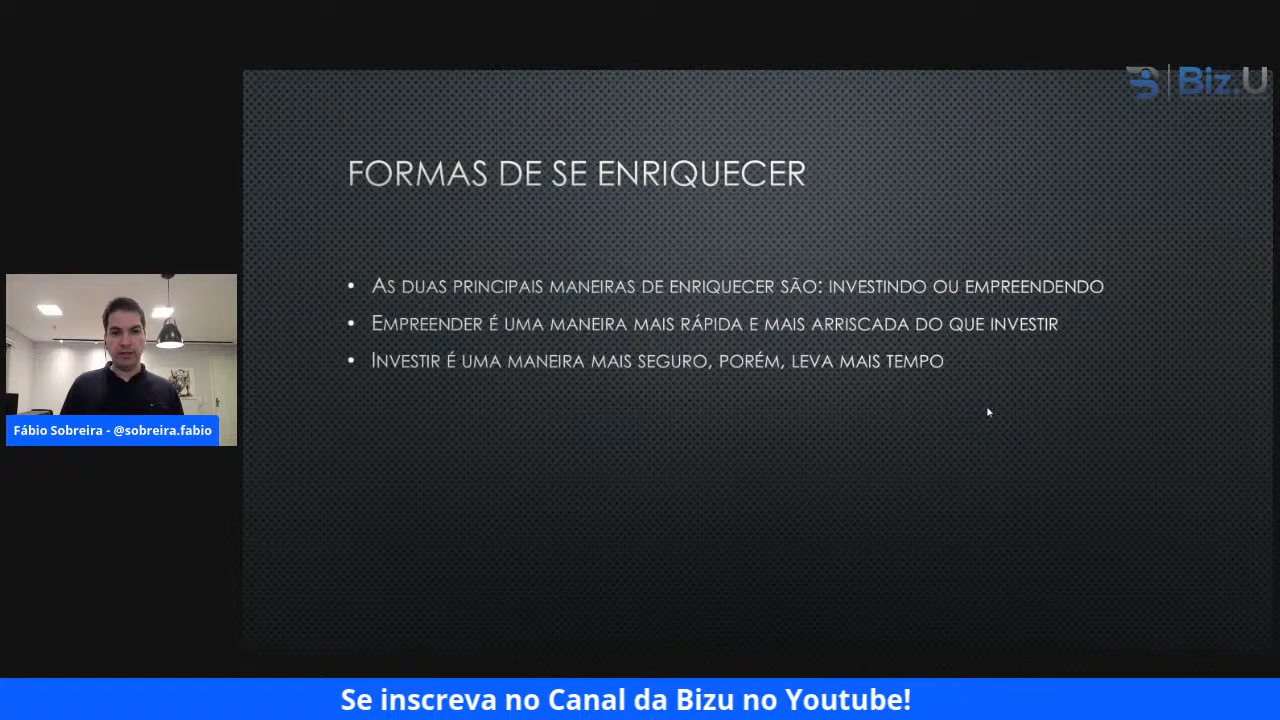 Biz.U
FORMAS DE SE ENRIQUECER
• AS DUAS PRINCIPAIS MANEIRAS DE ENRIQUECER SÃO: INVESTINDO OU EMPREENDENDO
• EMPREENDER É UMA MANEIRA MAIS RÁPIDA E MAIS ARRISCADA DO QUE INVESTIR
• INVESTIR É UMA MANEIRA MAIS SEGURO, PORÉM, LEVA MAIS TEMPO
Fábio Sobreira - @sobreira.fabio
Se inscreva no Canal da Bizu no Youtube!